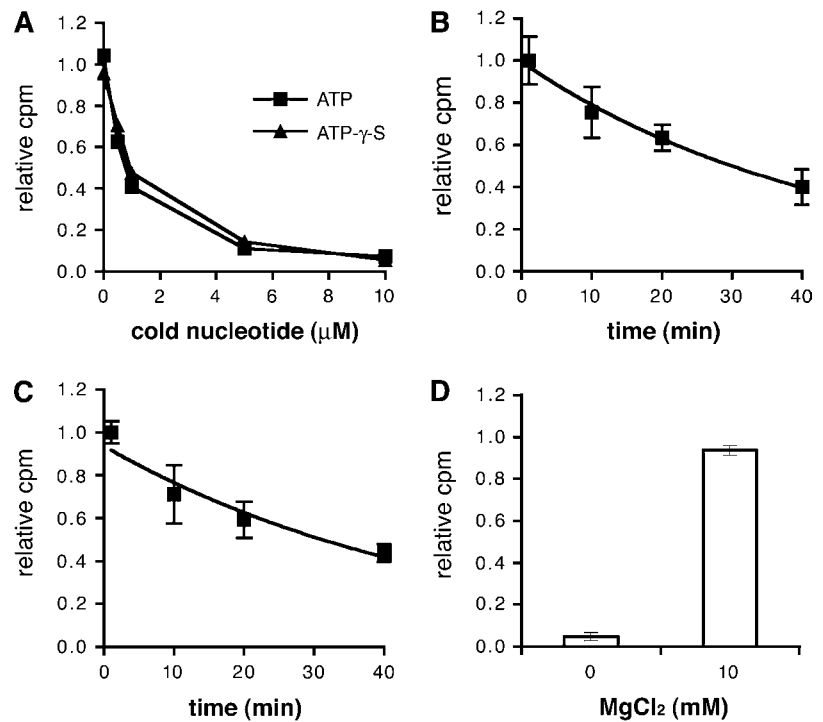 A
1.2
1.0
0.8
0.6
0.4
0.2
0.0
relative cpm
ATP
ATP-γ-S
0 2 4 6 8 10
cold nucleotide (µM)
B
1.2
1.0
0.8
0.6
0.4
0.2
0.0
relative cpm
0 10 20 30 40
time (min)
C
1.2
1.0
0.8
0.6
0.4
0.2
0.0
relative cpm
0 10 20 30 40
time (min)
D
1.2
1.0
0.8
0.6
0.4
0.2
0.0
relative cpm
0 10
MgCl₂ (mM)